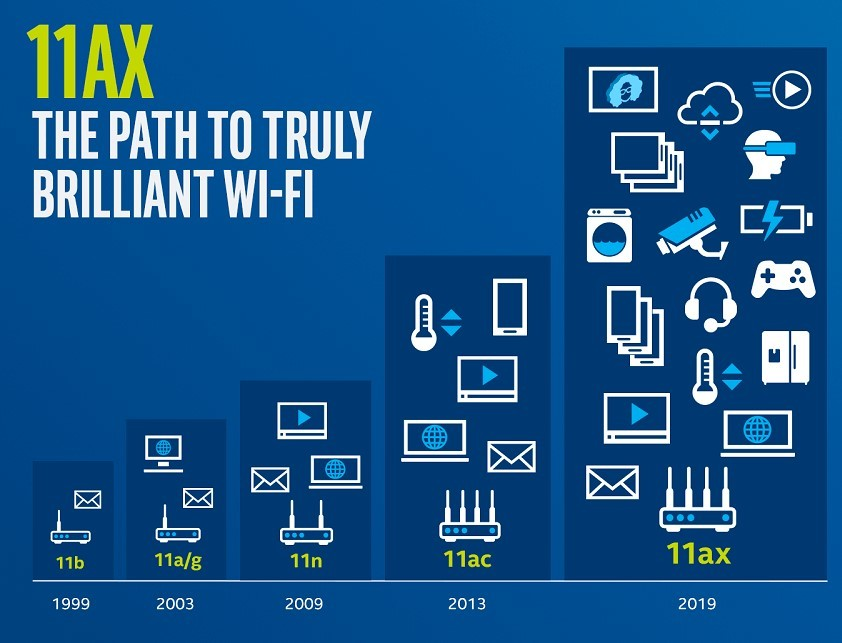 11AX
THE PATH TO TRULY
BRILLIANT WI-FI
11b
11a/g
11n
11ac
11ax
1999
2003
2009
2013
2019